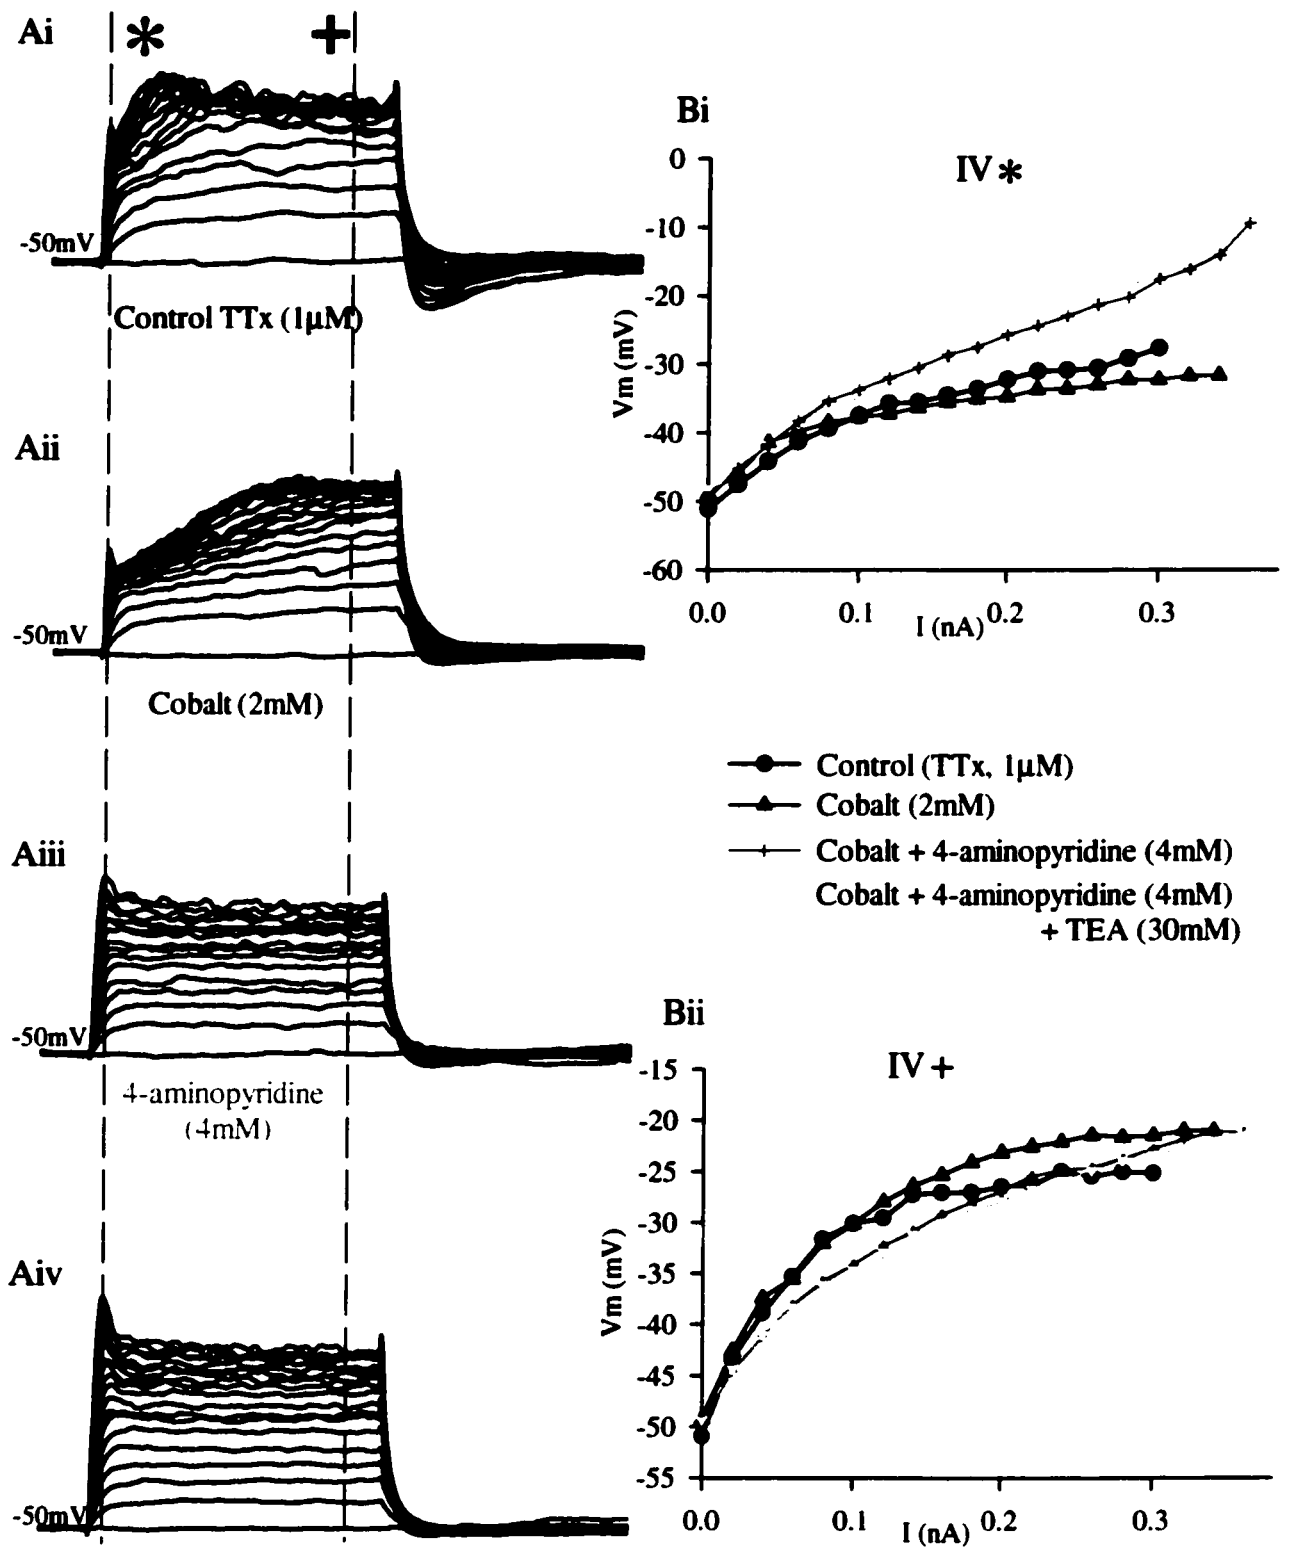 Ai
* +
-50mV
Control TTx (1µM)
Aii
-50mV
Cobalt (2mM)
Aiii
-50mV
4-aminopyridine
(4mM)
Aiv
-50mV
Bi
IV *
0
-10
-20
-30
-40
-50
-60
Vm (mV)
0.0 0.1 0.2 0.3
I (nA)
Control (TTx, 1µM)
Cobalt (2mM)
Cobalt + 4-aminopyridine (4mM)
Cobalt + 4-aminopyridine (4mM)
+ TEA (30mM)
Bii
IV +
-15
-20
-25
-30
-35
-40
-45
-50
-55
Vm (mV)
0.0 0.1 0.2 0.3
I (nA)